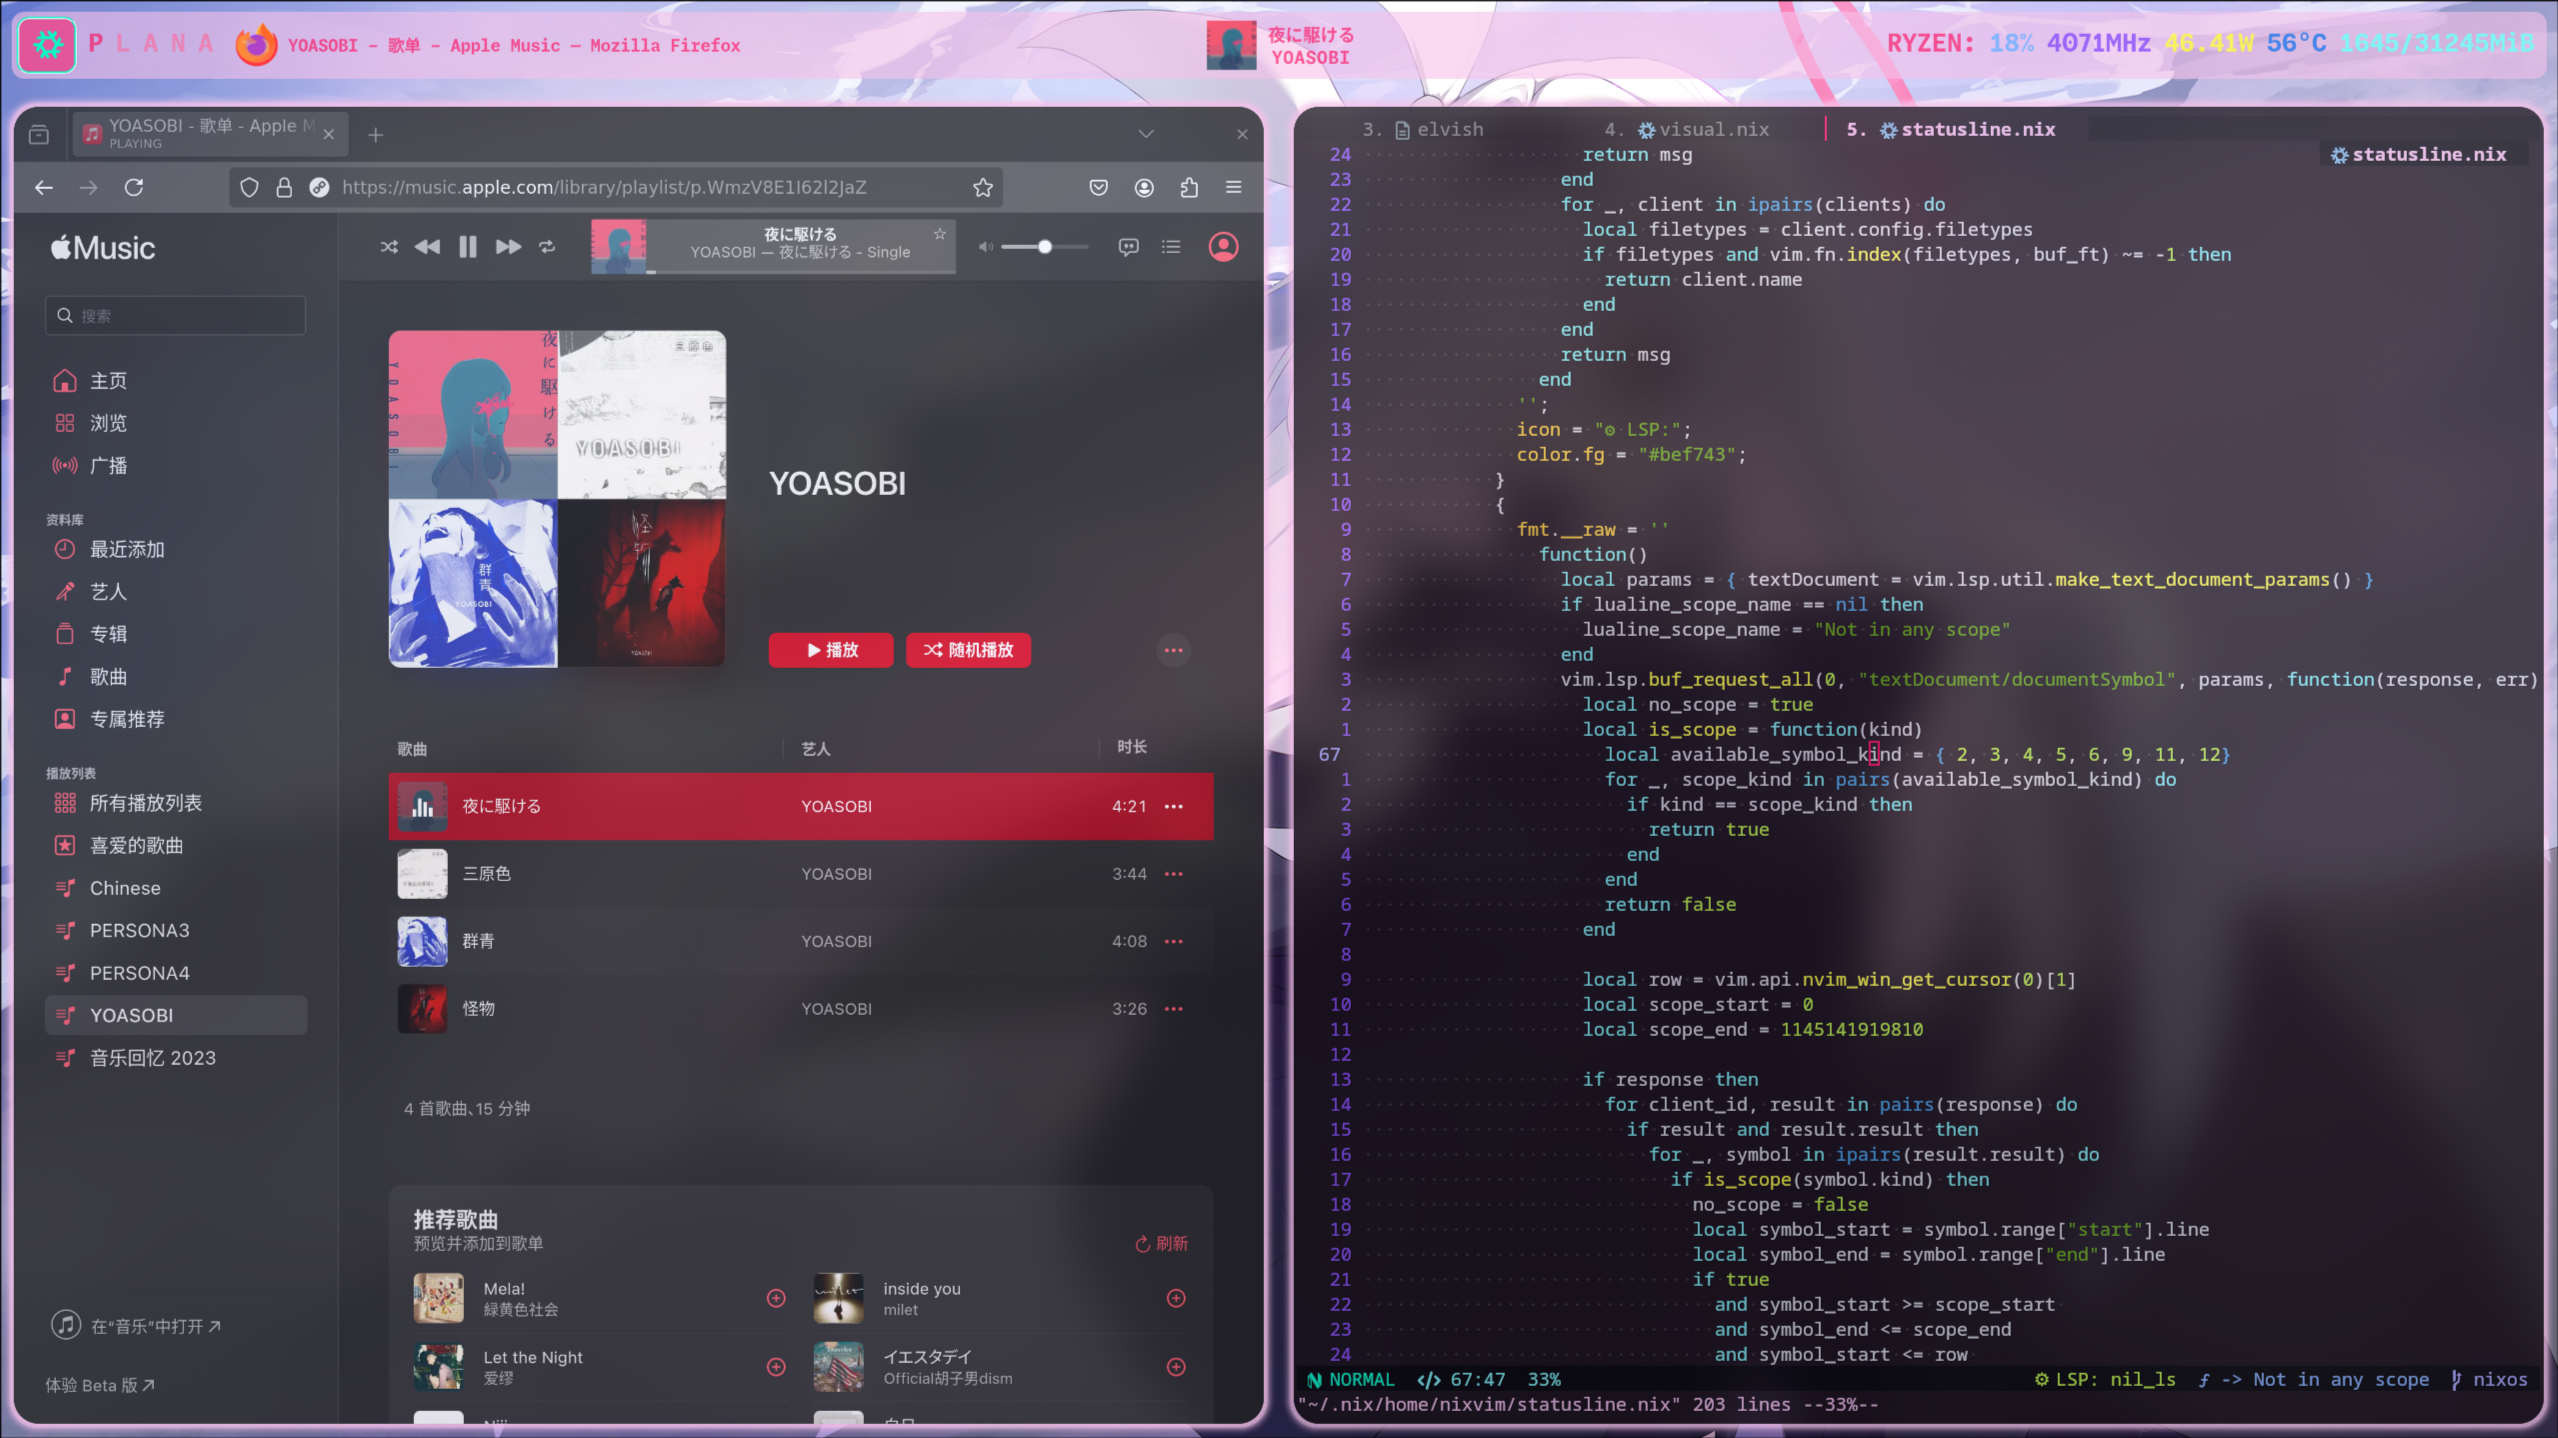 PLANA
YOASOBI - 歌单 - Apple Music — Mozilla Firefox
夜に駆ける
YOASOBI
RYZEN: 18% 4071MHz 46.41W 56°C 1645/31245MiB
YOASOBI - 歌单 - Apple M
PLAYING
https://music.apple.com/library/playlist/p.WmzV8E1I62I2JaZ
Music
夜に駆ける
YOASOBI — 夜に駆ける - Single
搜索
主页
浏览
广播
资料库
最近添加
艺人
专辑
歌曲
专属推荐
播放列表
所有播放列表
喜爱的歌曲
Chinese
PERSONA3
PERSONA4
YOASOBI
音乐回忆 2023
在“音乐”中打开
体验 Beta 版
夜に駆ける
YOASOBI
YOASOBI
群青
YOASOBI
怪物
YOASOBI
YOASOBI
播放
随机播放
歌曲 艺人 时长
夜に駆ける YOASOBI 4:21
三原色 YOASOBI 3:44
群青 YOASOBI 4:08
怪物 YOASOBI 3:26
4 首歌曲、15 分钟
推荐歌曲
预览并添加到歌单
刷新
Mela!
緑黄色社会
inside you
milet
Let the Night
爱缪
イエスタデイ
Official胡子男dism
3. elvish 4. visual.nix 5. statusline.nix
statusline.nix
24 return msg
23 end
22 for _, client in ipairs(clients) do
21 local filetypes = client.config.filetypes
20 if filetypes and vim.fn.index(filetypes, buf_ft) ~= -1 then
19 return client.name
18 end
17 end
16 return msg
15 end
14 '';
13 icon = "⚙ LSP:";
12 color.fg = "#bef743";
11 }
10 {
9 fmt.__raw = ''
8 function()
7 local params = { textDocument = vim.lsp.util.make_text_document_params() }
6 if lualine_scope_name == nil then
5 lualine_scope_name = "Not in any scope"
4 end
3 vim.lsp.buf_request_all(0, "textDocument/documentSymbol", params, function(response, err)
2 local no_scope = true
1 local is_scope = function(kind)
67 local available_symbol_kind = { 2, 3, 4, 5, 6, 9, 11, 12}
1 for _, scope_kind in pairs(available_symbol_kind) do
2 if kind == scope_kind then
3 return true
4 end
5 end
6 return false
7 end
8
9 local row = vim.api.nvim_win_get_cursor(0)[1]
10 local scope_start = 0
11 local scope_end = 1145141919810
12
13 if response then
14 for client_id, result in pairs(response) do
15 if result and result.result then
16 for _, symbol in ipairs(result.result) do
17 if is_scope(symbol.kind) then
18 no_scope = false
19 local symbol_start = symbol.range["start"].line
20 local symbol_end = symbol.range["end"].line
21 if true
22 and symbol_start >= scope_start
23 and symbol_end <= scope_end
24 and symbol_start <= row
NORMAL </> 67:47 33% ⚙ LSP: nil_ls ƒ -> Not in any scope nixos
"~/.nix/home/nixvim/statusline.nix" 203 lines --33%--